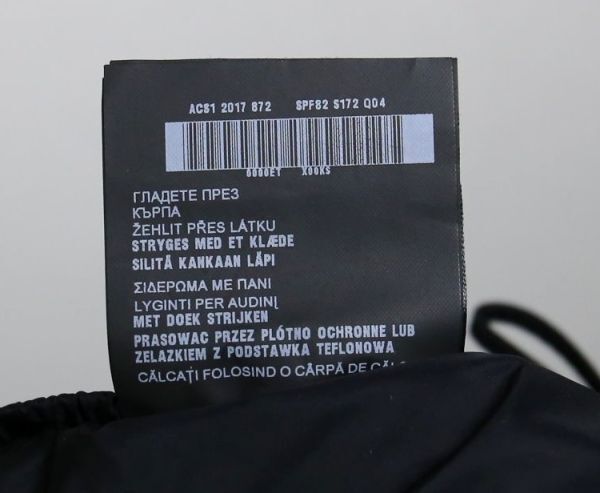 ACS1 2017 872 SPF82 S172 Q04
0000ET X00KS
ГЛАДЕТЕ ПРЕЗ
КЪРПА
ŽEHLIT PŘES LÁTKU
STRYGES MED ET KLÆDE
SILITÄ KANKAAN LÄPI
ΣΙΔΕΡΩΜΑ ΜΕ ΠΑΝΙ
LYGINTI PER AUDINĮ
MET DOEK STRIJKEN
PRASOWAC PRZEZ PLÓTNO OCHRONNE LUB
ZELAZKIEM Z PODSTAWKA TEFLONOWA
CĂLCAȚI FOLOSIND O CÂRPĂ DE